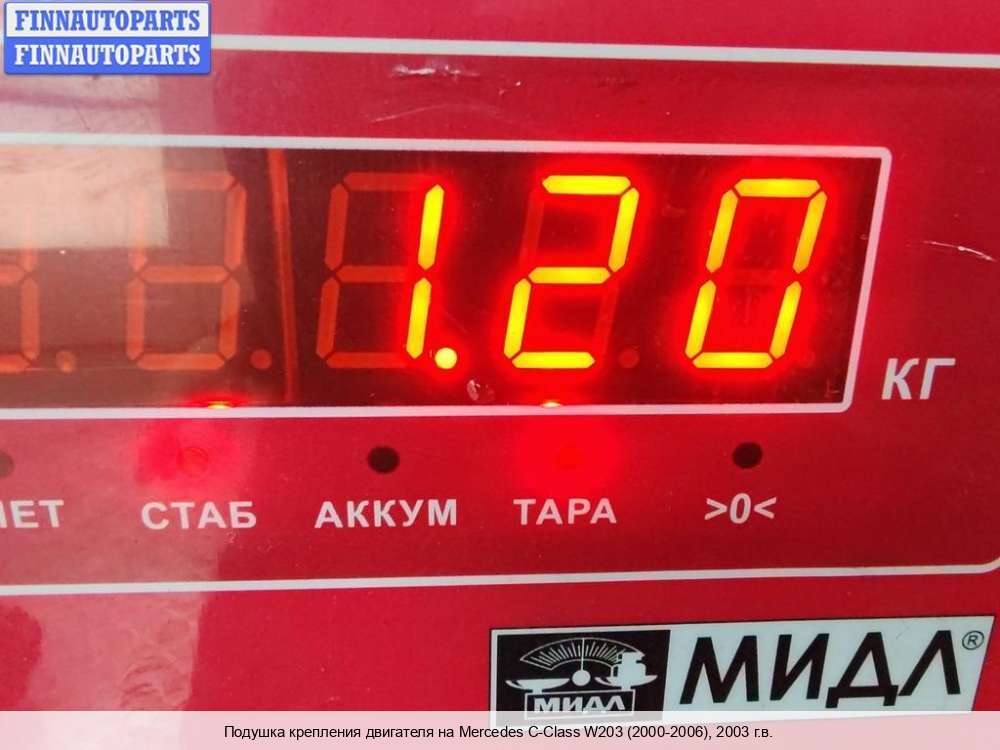 FINNAUTOPARTS
FINNAUTOPARTS
1.20
КГ
СТАБ АККУМ ТАРА >0<
МИДЛ МИДЛ®
Подушка крепления двигателя на Mercedes C-Class W203 (2000-2006), 2003 г.в.